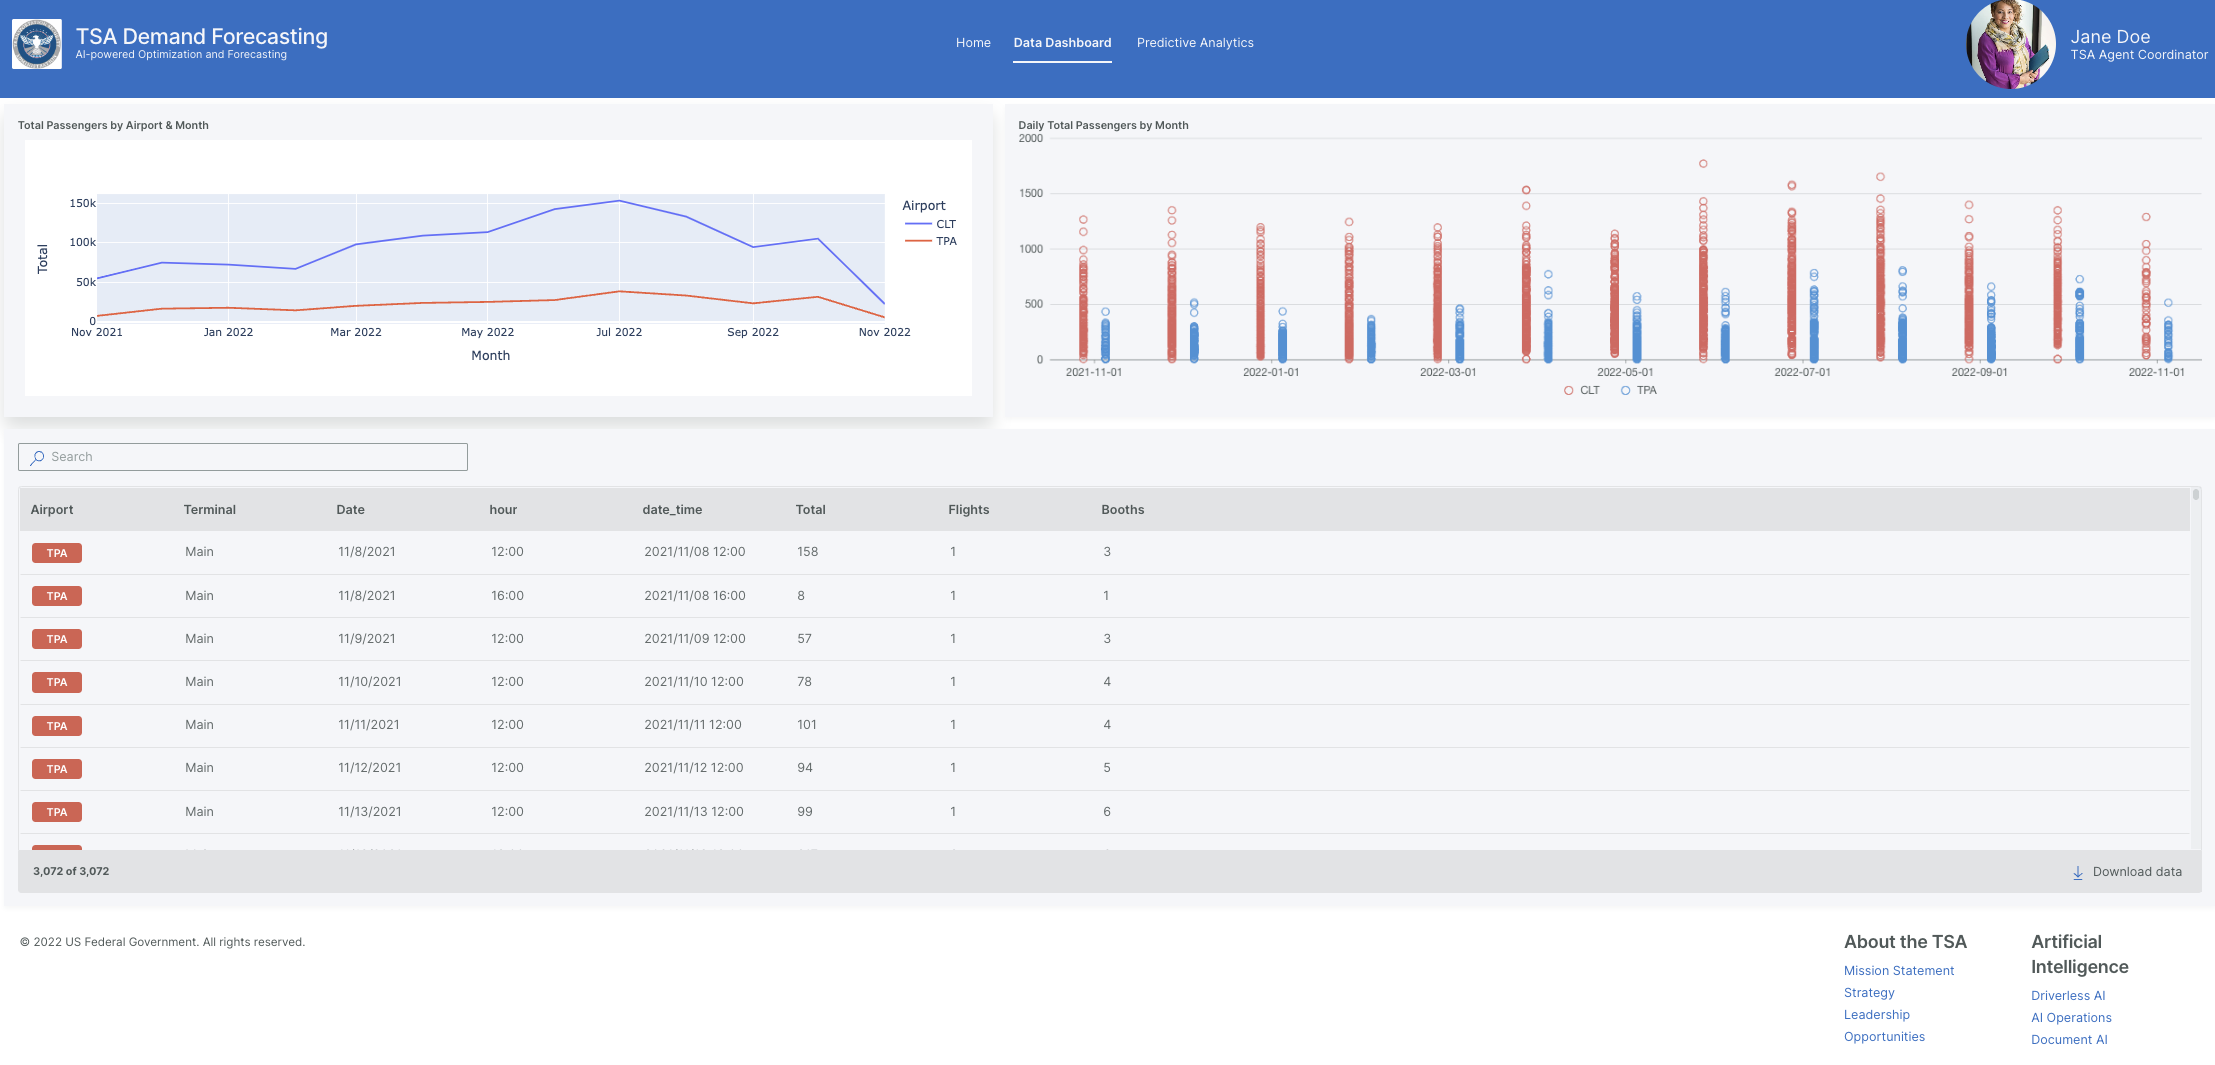 TSA Demand Forecasting
AI-powered Optimization and Forecasting
Home Data Dashboard Predictive Analytics
Jane Doe
TSA Agent Coordinator
Total Passengers by Airport & Month
150k
100k
50k
0
Total
Nov 2021 Jan 2022 Mar 2022 May 2022 Jul 2022 Sep 2022 Nov 2022
Month
Airport
CLT
TPA
Daily Total Passengers by Month
2000
1500
1000
500
0
2021-11-01 2022-01-01 2022-03-01 2022-05-01 2022-07-01 2022-09-01 2022-11-01
CLT TPA
Search
Airport Terminal Date hour date_time Total Flights Booths
TPA Main 11/8/2021 12:00 2021/11/08 12:00 158 1 3
TPA Main 11/8/2021 16:00 2021/11/08 16:00 8 1 1
TPA Main 11/9/2021 12:00 2021/11/09 12:00 57 1 3
TPA Main 11/10/2021 12:00 2021/11/10 12:00 78 1 4
TPA Main 11/11/2021 12:00 2021/11/11 12:00 101 1 4
TPA Main 11/12/2021 12:00 2021/11/12 12:00 94 1 5
TPA Main 11/13/2021 12:00 2021/11/13 12:00 99 1 6
3,072 of 3,072
Download data
© 2022 US Federal Government. All rights reserved.
About the TSA
Mission Statement
Strategy
Leadership
Opportunities
Artificial
Intelligence
Driverless AI
AI Operations
Document AI